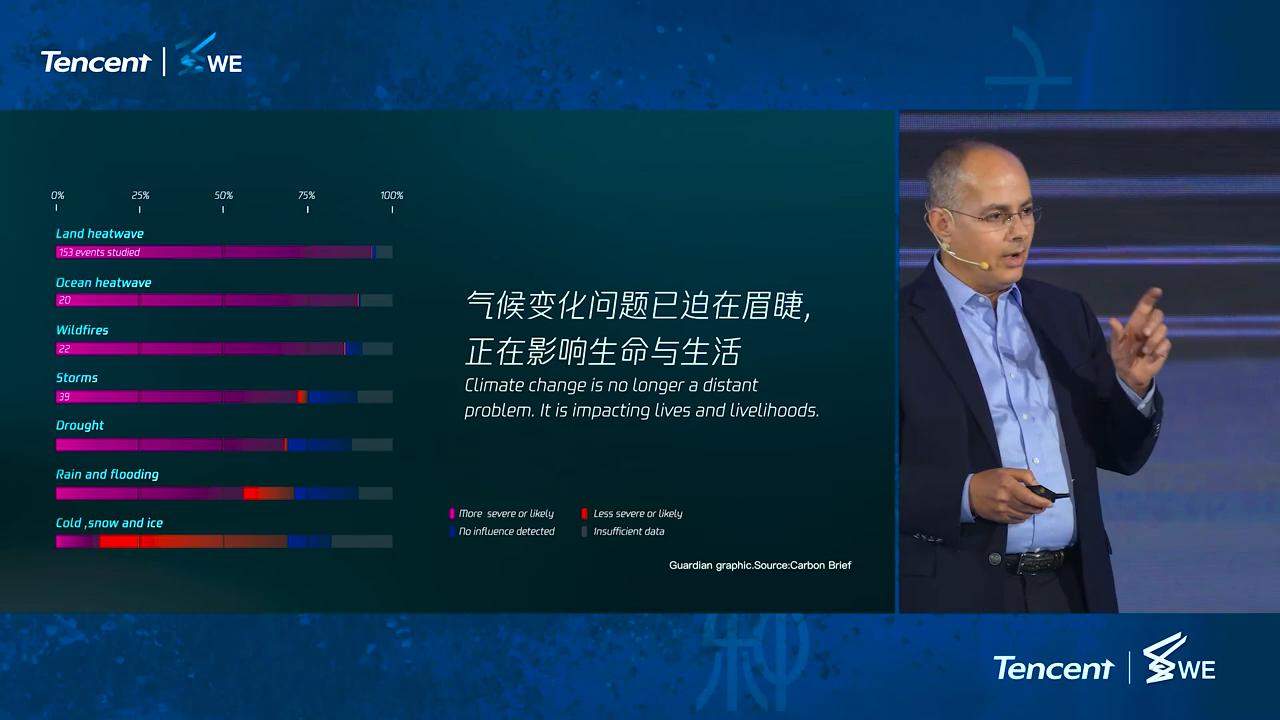 Tencent | WE
0% 25% 50% 75% 100%
Land heatwave
153 events studied
Ocean heatwave
20
Wildfires
22
Storms
39
Drought
Rain and flooding
Cold ,snow and ice
气候变化问题已迫在眉睫,
正在影响生命与生活
Climate change is no longer a distant
problem. It is impacting lives and livelihoods.
More severe or likely
Less severe or likely
No influence detected
Insufficient data
Guardian graphic.Source:Carbon Brief
Tencent | WE